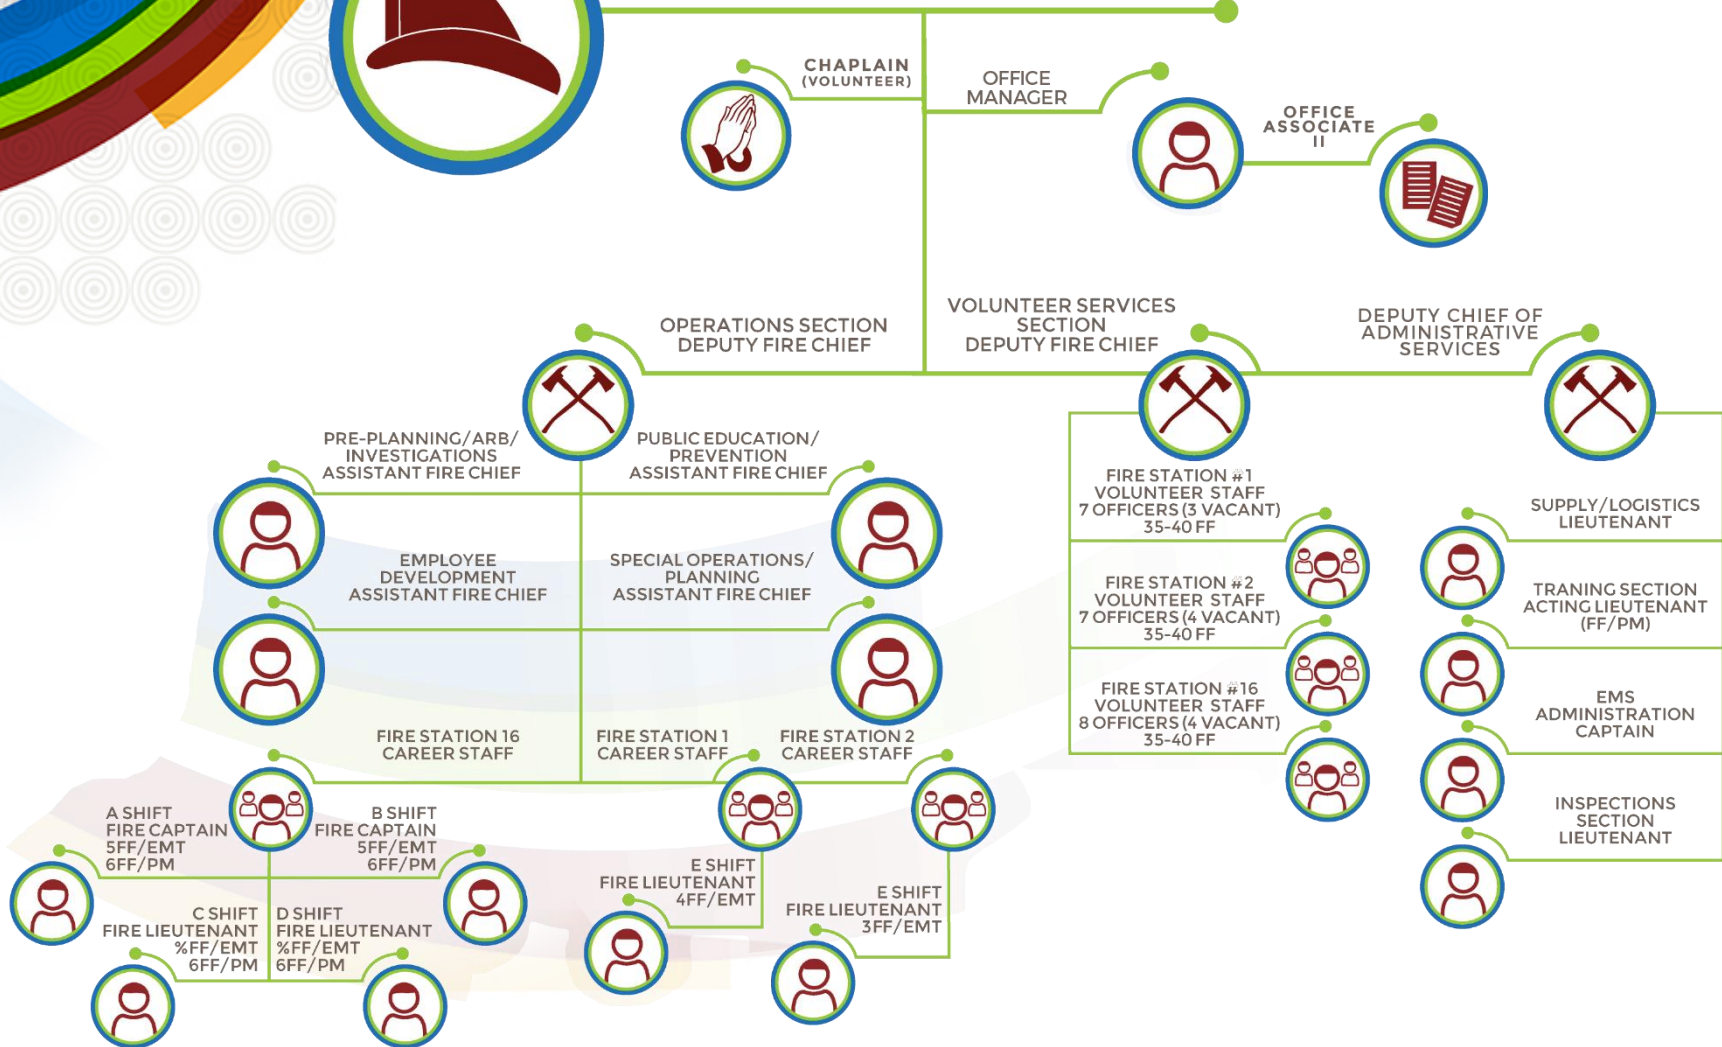 CHAPLAIN
(VOLUNTEER)
OFFICE
MANAGER
OFFICE
ASSOCIATE
II
OPERATIONS SECTION
DEPUTY FIRE CHIEF
VOLUNTEER SERVICES
SECTION
DEPUTY FIRE CHIEF
DEPUTY CHIEF OF
ADMINISTRATIVE
SERVICES
PRE-PLANNING/ARB/
INVESTIGATIONS
ASSISTANT FIRE CHIEF
PUBLIC EDUCATION/
PREVENTION
ASSISTANT FIRE CHIEF
EMPLOYEE
DEVELOPMENT
ASSISTANT FIRE CHIEF
SPECIAL OPERATIONS/
PLANNING
ASSISTANT FIRE CHIEF
FIRE STATION 16
CAREER STAFF
FIRE STATION 1
CAREER STAFF
FIRE STATION 2
CAREER STAFF
A SHIFT
FIRE CAPTAIN
5FF/EMT
6FF/PM
B SHIFT
FIRE CAPTAIN
5FF/EMT
6FF/PM
C SHIFT
FIRE LIEUTENANT
%FF/EMT
6FF/PM
D SHIFT
FIRE LIEUTENANT
%FF/EMT
6FF/PM
E SHIFT
FIRE LIEUTENANT
4FF/EMT
E SHIFT
FIRE LIEUTENANT
3FF/EMT
FIRE STATION #1
VOLUNTEER STAFF
7 OFFICERS (3 VACANT)
35-40 FF
FIRE STATION #2
VOLUNTEER STAFF
7 OFFICERS (4 VACANT)
35-40 FF
FIRE STATION #16
VOLUNTEER STAFF
8 OFFICERS (4 VACANT)
35-40 FF
SUPPLY/LOGISTICS
LIEUTENANT
TRANING SECTION
ACTING LIEUTENANT
(FF/PM)
EMS
ADMINISTRATION
CAPTAIN
INSPECTIONS
SECTION
LIEUTENANT